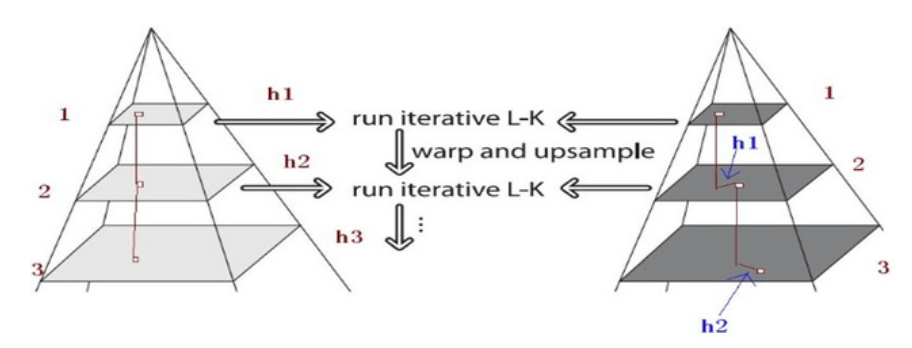 h1
1
run iterative L-K
1
h1
warp and upsample
h2
2
run iterative L-K
2
h3
⋮
3
3
h2